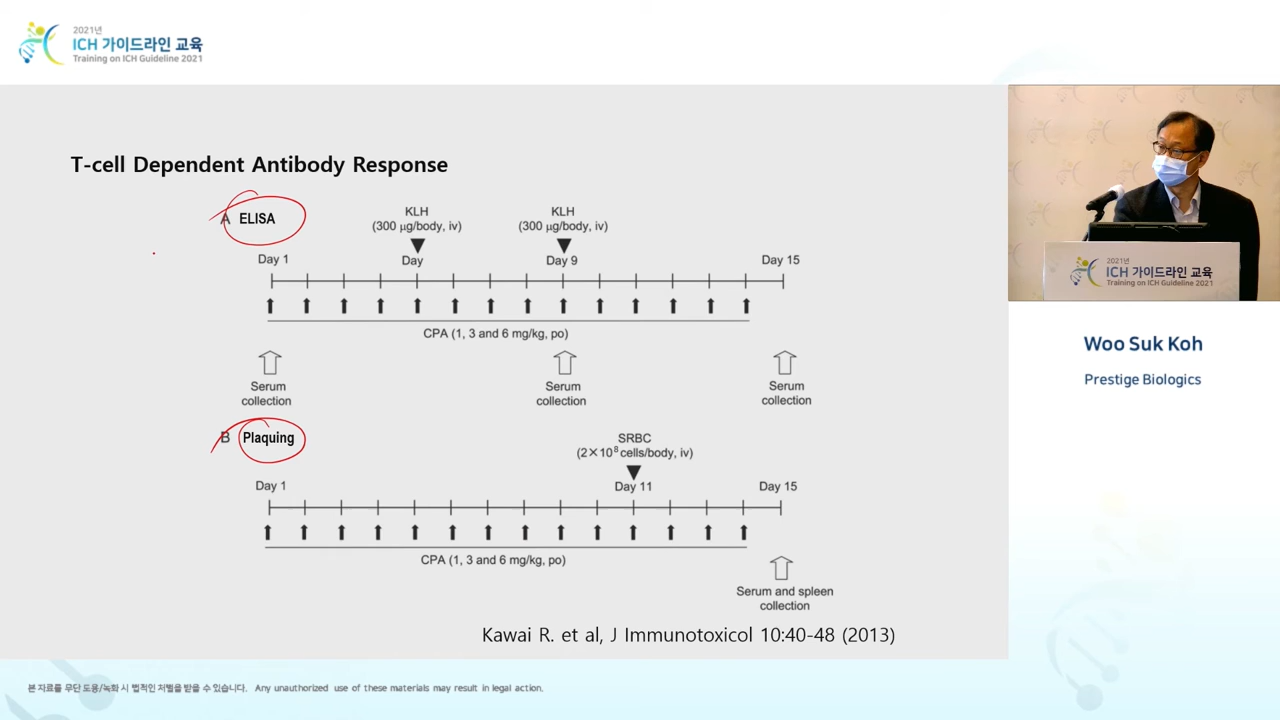 2021년
ICH 가이드라인 교육
Training on ICH Guideline 2021
T-cell Dependent Antibody Response
A ELISA
KLH
(300 μg/body, iv)
KLH
(300 μg/body, iv)
Day 1
Day
Day 9
Day 15
CPA (1, 3 and 6 mg/kg, po)
Serum
collection
Serum
collection
Serum
collection
B Plaquing
SRBC
(2×10⁸ cells/body, iv)
Day 1
Day 11
Day 15
CPA (1, 3 and 6 mg/kg, po)
Serum and spleen
collection
Kawai R. et al, J Immunotoxicol 10:40-48 (2013)
2021년
ICH 가이드라인 교육
Training on ICH Guideline 2021
Woo Suk Koh
Prestige Biologics
본 자료를 무단 도용/녹화 시 법적인 처벌을 받을 수 있습니다. Any unauthorized use of these materials may result in legal action.